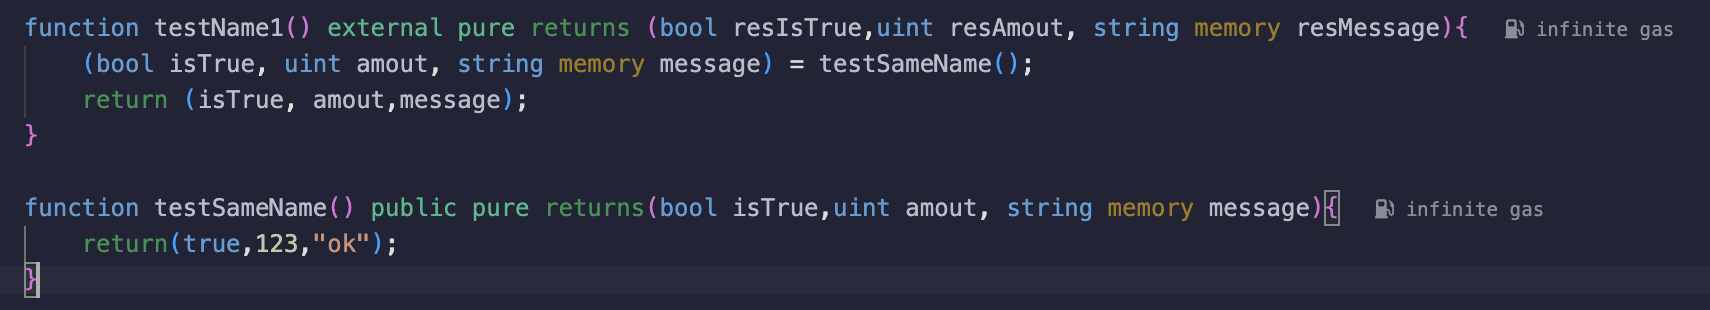 function testName1() external pure returns (bool resIsTrue,uint resAmout, string memory resMessage){ infinite gas
(bool isTrue, uint amout, string memory message) = testSameName();
return (isTrue, amout,message);
}
function testSameName() public pure returns(bool isTrue,uint amout, string memory message){ infinite gas
return(true,123,"ok");
}